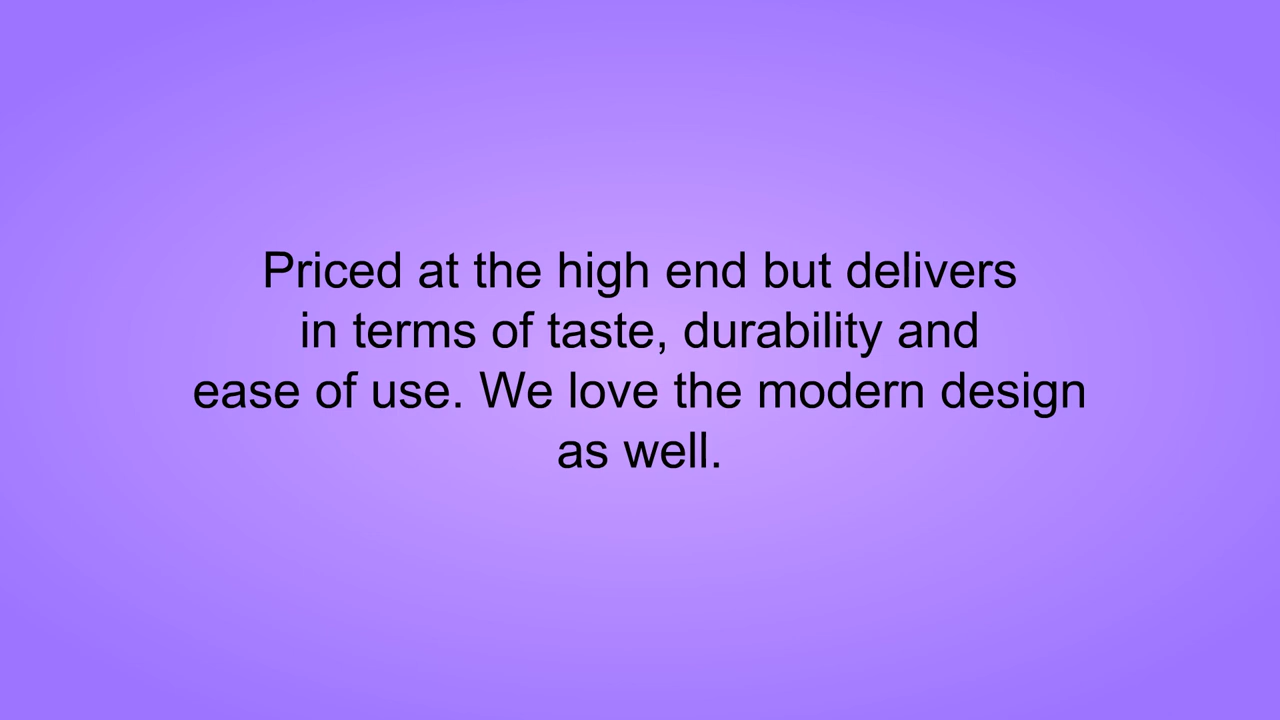 Priced at the high end but delivers
in terms of taste, durability and
ease of use. We love the modern design
as well.